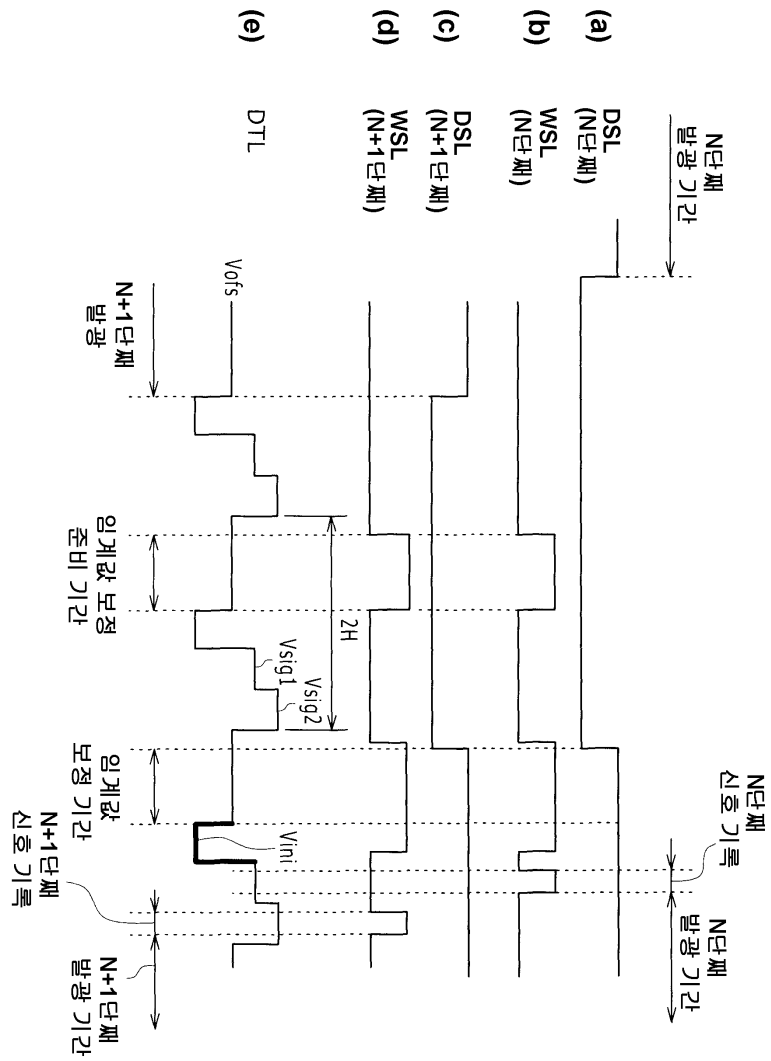 N단째
발광 기간
N단째
신호 기록
N단째
발광 기간
(a)
DSL
(N단째)
(b)
WSL
(N단째)
(c)
DSL
(N+1단째)
(d)
WSL
(N+1단째)
2H
(e)
DTL
Vofs
Vsig1
Vsig2
Vini
N+1단째
발광
임계값 보정
준비 기간
임계값
보정 기간
N+1단째
신호 기록
N+1단째
발광 기간